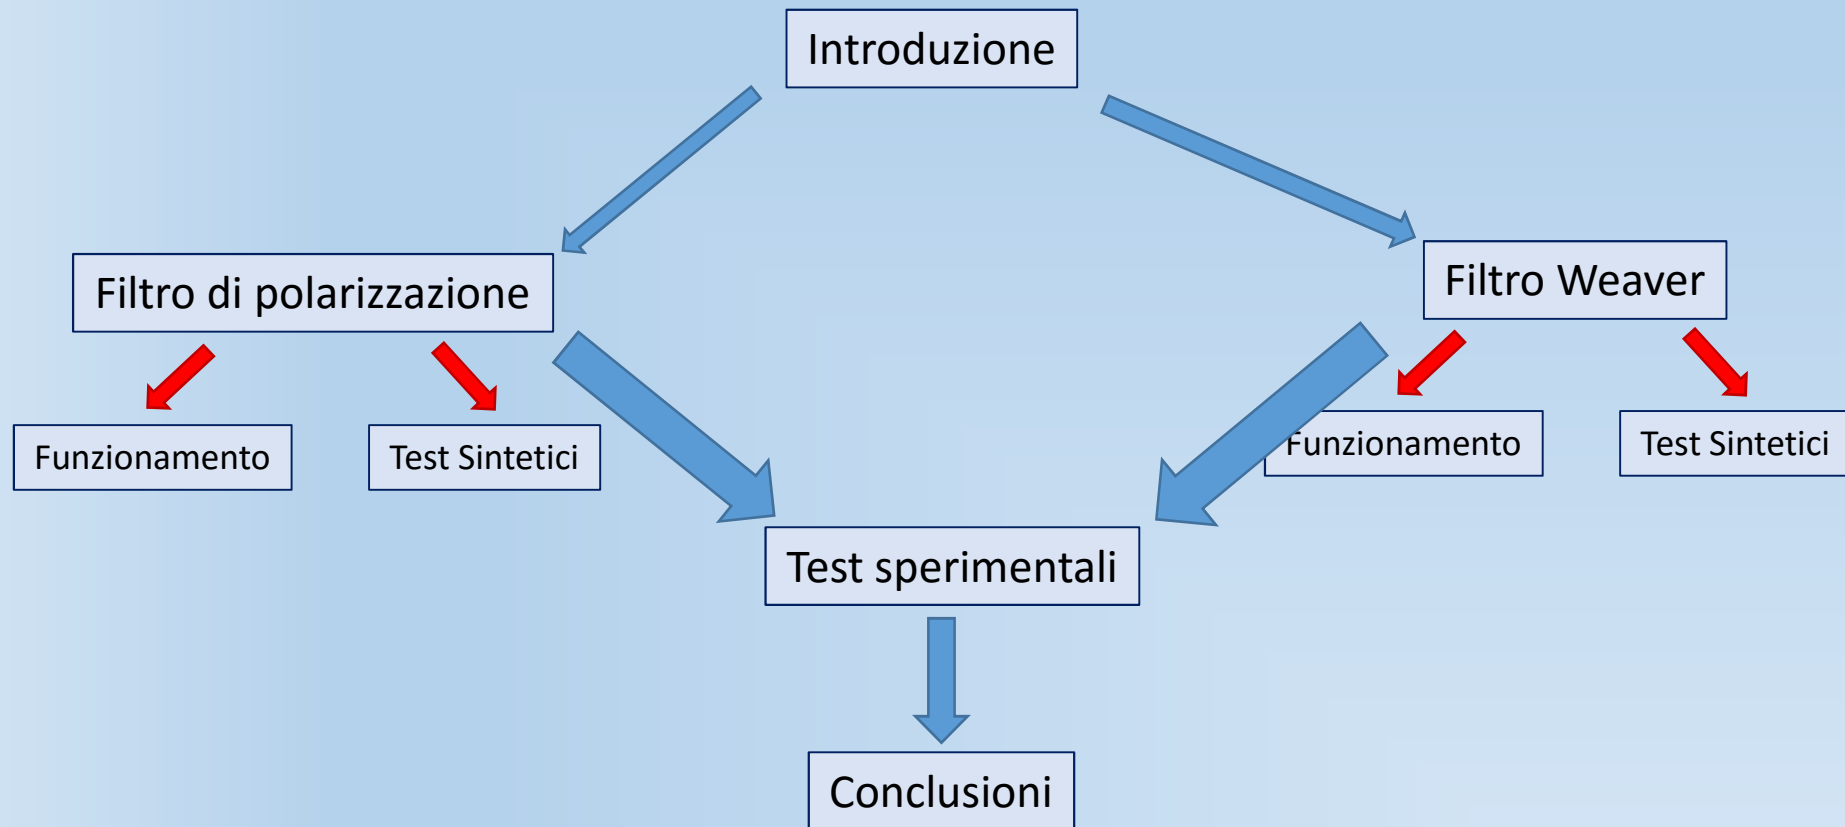 Introduzione
Filtro di polarizzazione
Filtro Weaver
Funzionamento
Test Sintetici
Funzionamento
Test Sintetici
Test sperimentali
Conclusioni